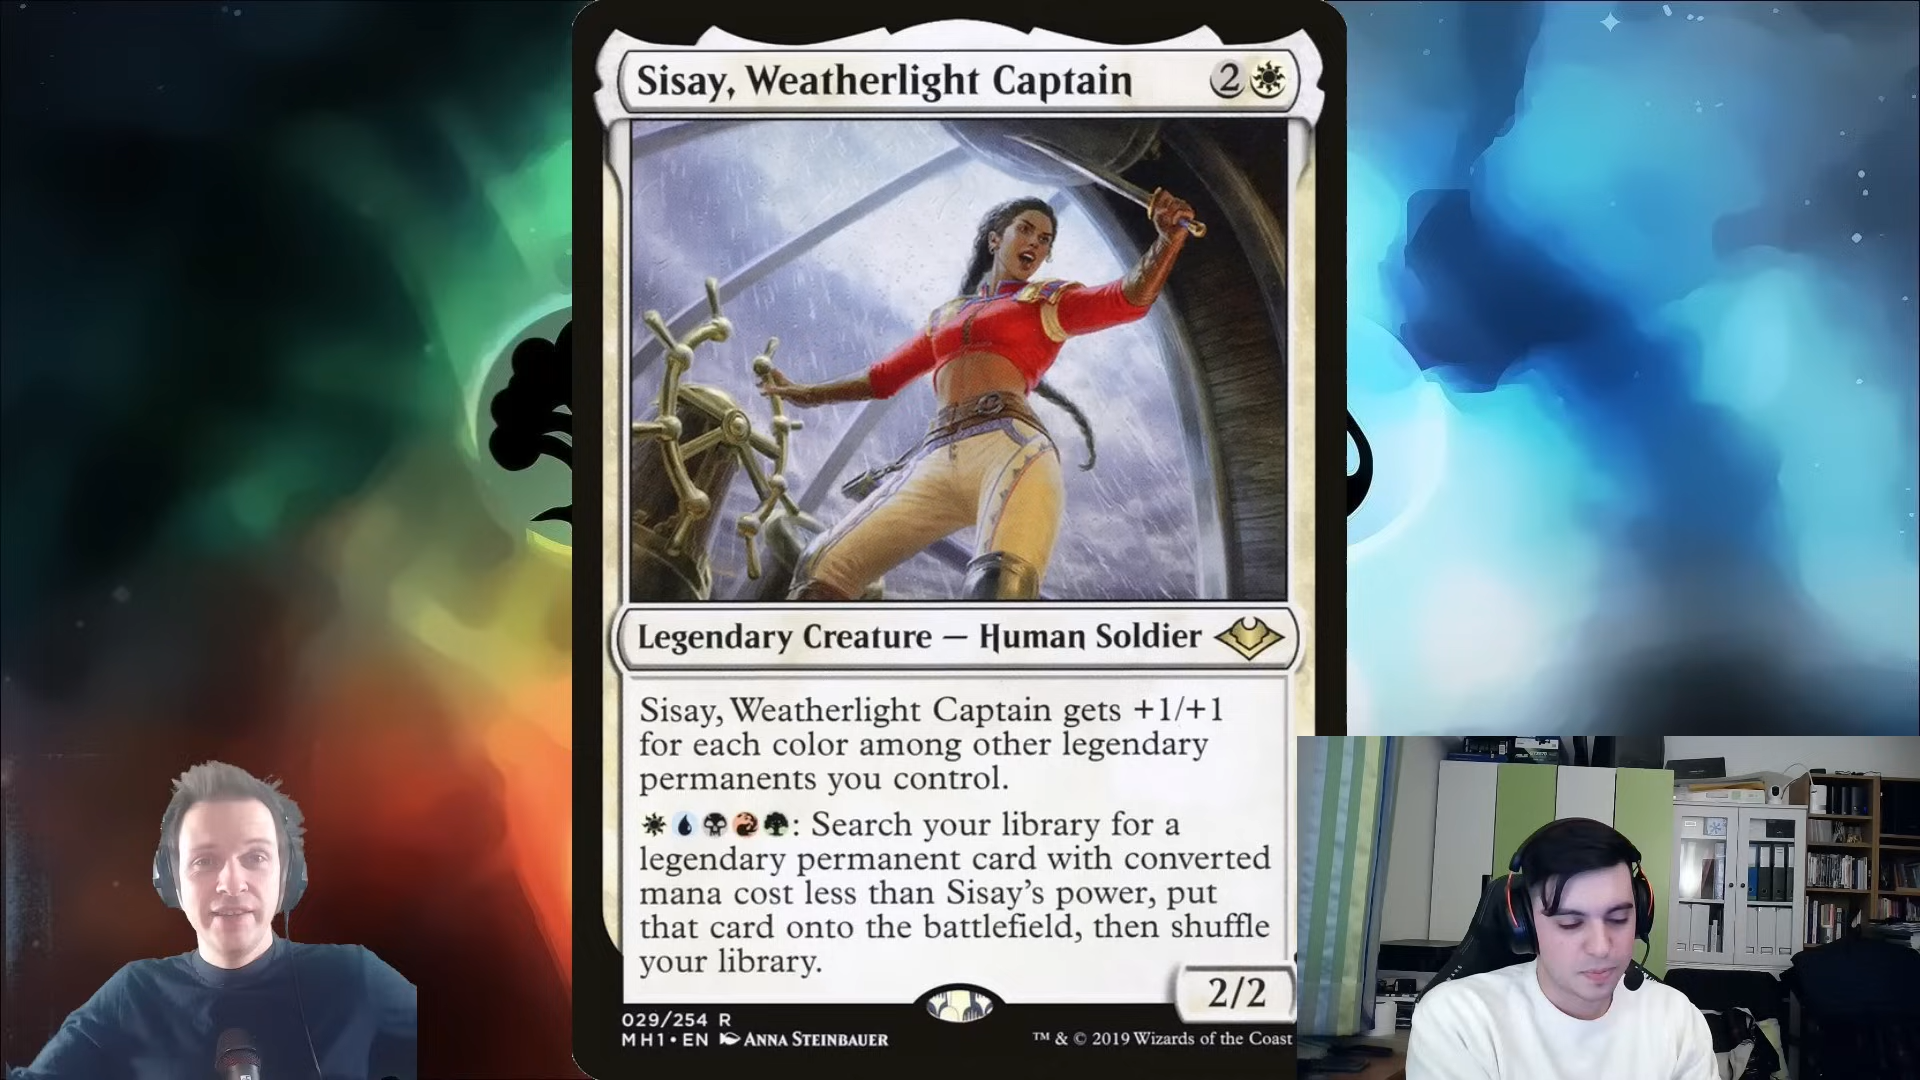 Sisay, Weatherlight Captain 2
Legendary Creature — Human Soldier
Sisay, Weatherlight Captain gets +1/+1
for each color among other legendary
permanents you control.
: Search your library for a
legendary permanent card with converted
mana cost less than Sisay's power, put
that card onto the battlefield, then shuffle
your library.
2/2
029/254 R
MH1 • EN ANNA STEINBAUER
™ & © 2019 Wizards of the Coast